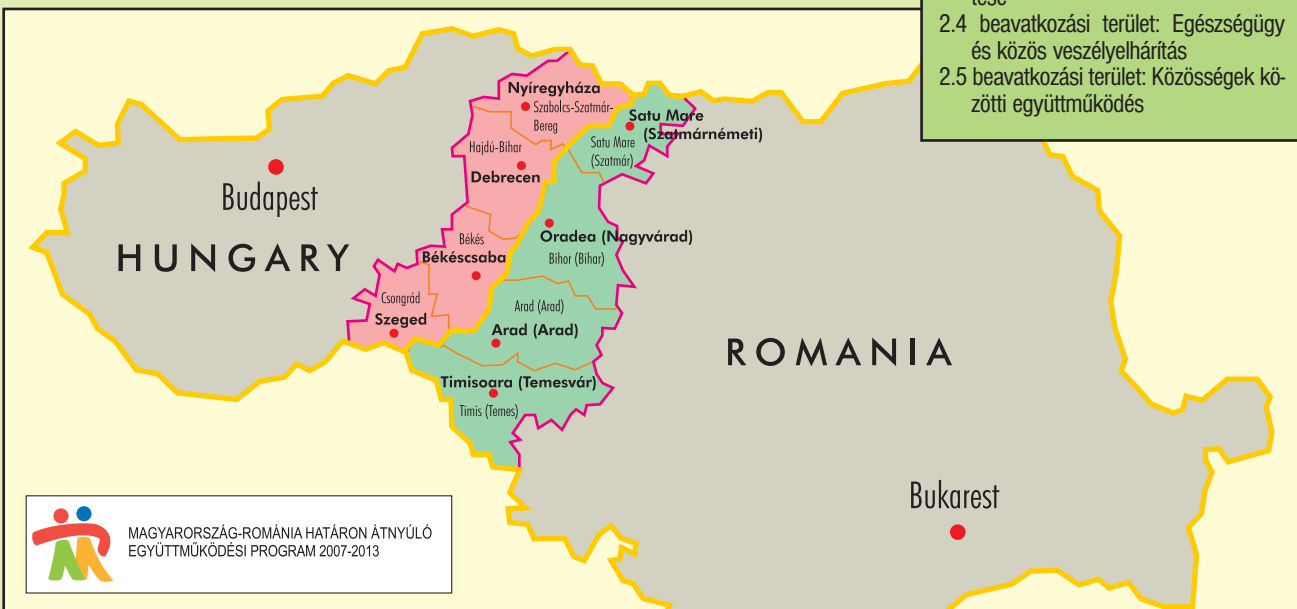 tése
2.4 beavatkozási terület: Egészségügy
és közös veszélyelhárítás
2.5 beavatkozási terület: Közösségek kö-
zötti együttműködés
Nyíregyháza
Szabolcs-Szatmár-
Bereg
Satu Mare
(Szatmárnémeti)
Satu Mare
(Szatmár)
Hajdú-Bihar
Debrecen
Budapest
HUNGARY
Oradea (Nagyvárad)
Bihor (Bihar)
Békés
Békéscsaba
Csongrád
Szeged
Arad (Arad)
Arad (Arad)
ROMANIA
Timisoara (Temesvár)
Timis (Temes)
Bukarest
MAGYARORSZÁG-ROMÁNIA HATÁRON ÁTNYÚLÓ
EGYÜTTMŰKÖDÉSI PROGRAM 2007-2013